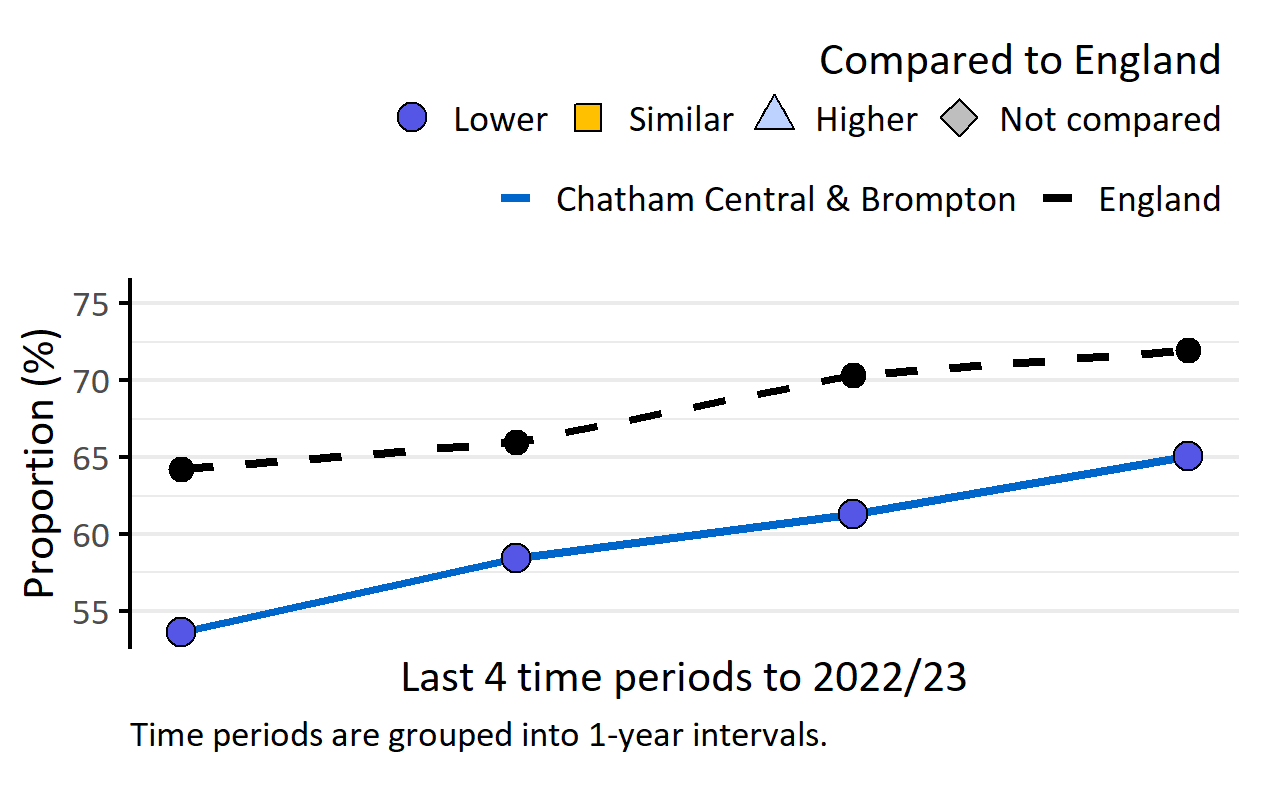 Compared to England
Lower Similar Higher Not compared
Chatham Central & Brompton England
75
70
65
60
55
Proportion (%)
Last 4 time periods to 2022/23
Time periods are grouped into 1-year intervals.